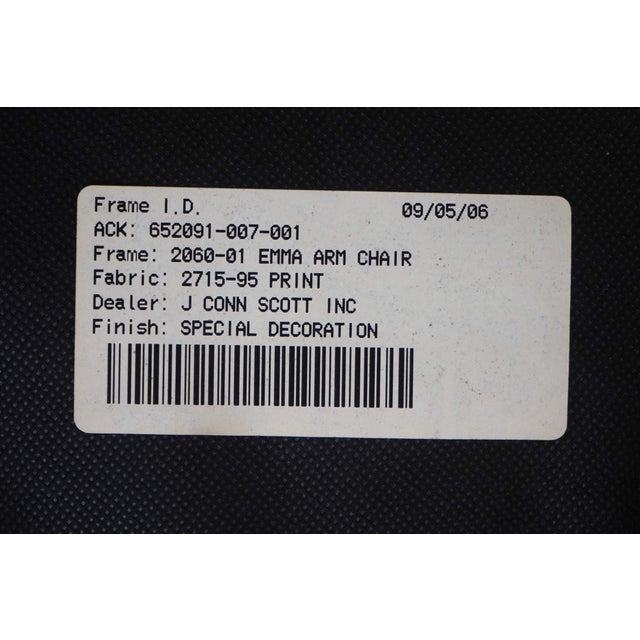 Frame I.D. 09/05/06
ACK: 652091-007-001
Frame: 2060-01 EMMA ARM CHAIR
Fabric: 2715-95 PRINT
Dealer: J CONN SCOTT INC
Finish: SPECIAL DECORATION